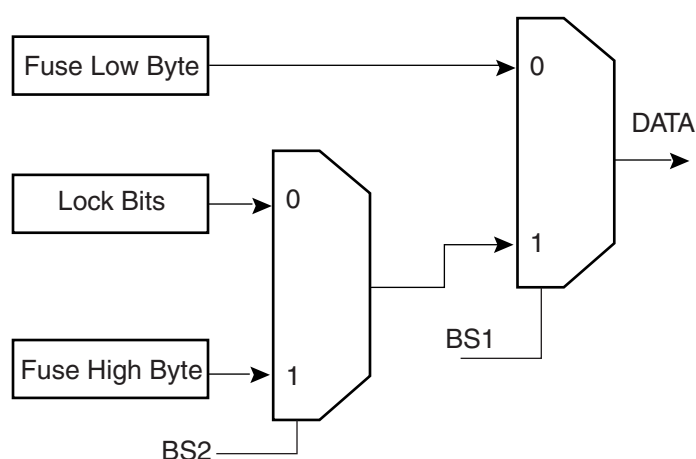 Fuse Low Byte
0
DATA
Lock Bits
0
1
BS1
Fuse High Byte
1
BS2